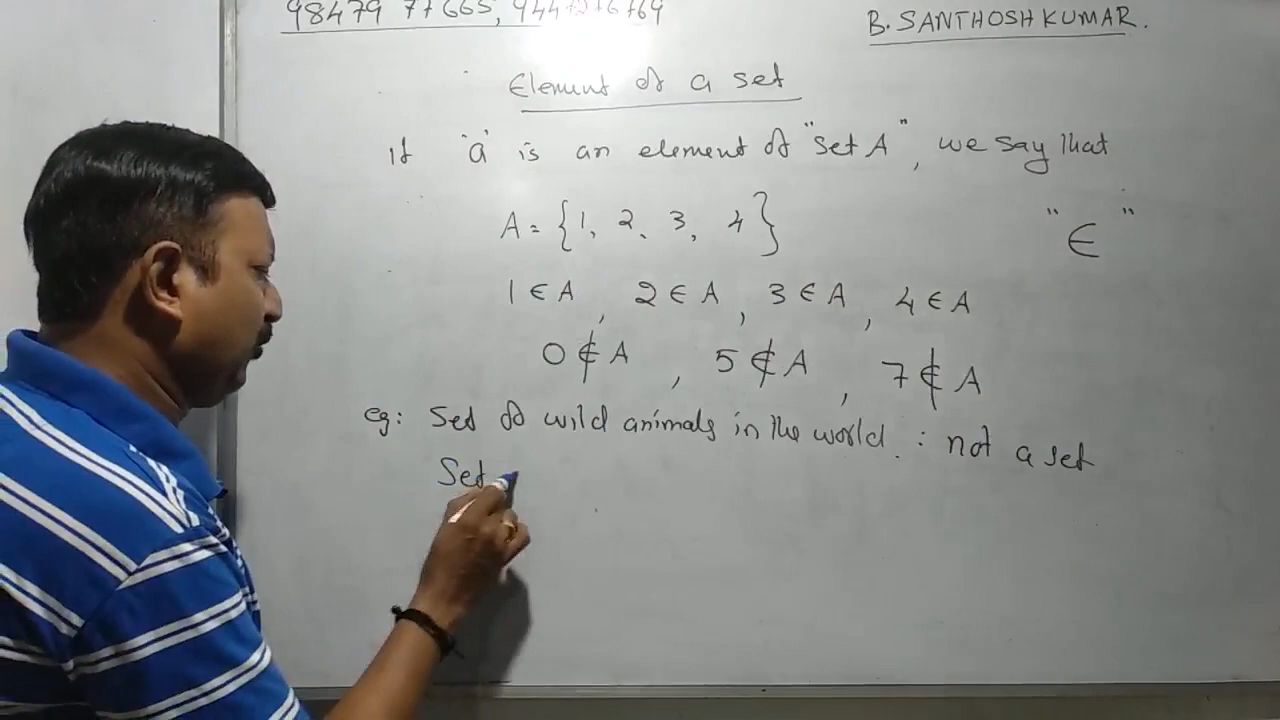 98479 77665,
B. SANTHOSH KUMAR.
Element of a set
If "a" is an element of "set A", we say that
A = {1, 2, 3, 4} "∈"
1 ∈ A, 2 ∈ A, 3 ∈ A, 4 ∈ A
0 ∉ A, 5 ∉ A, 7 ∉ A
eg: Set of wild animals in the world. : not a set
Set